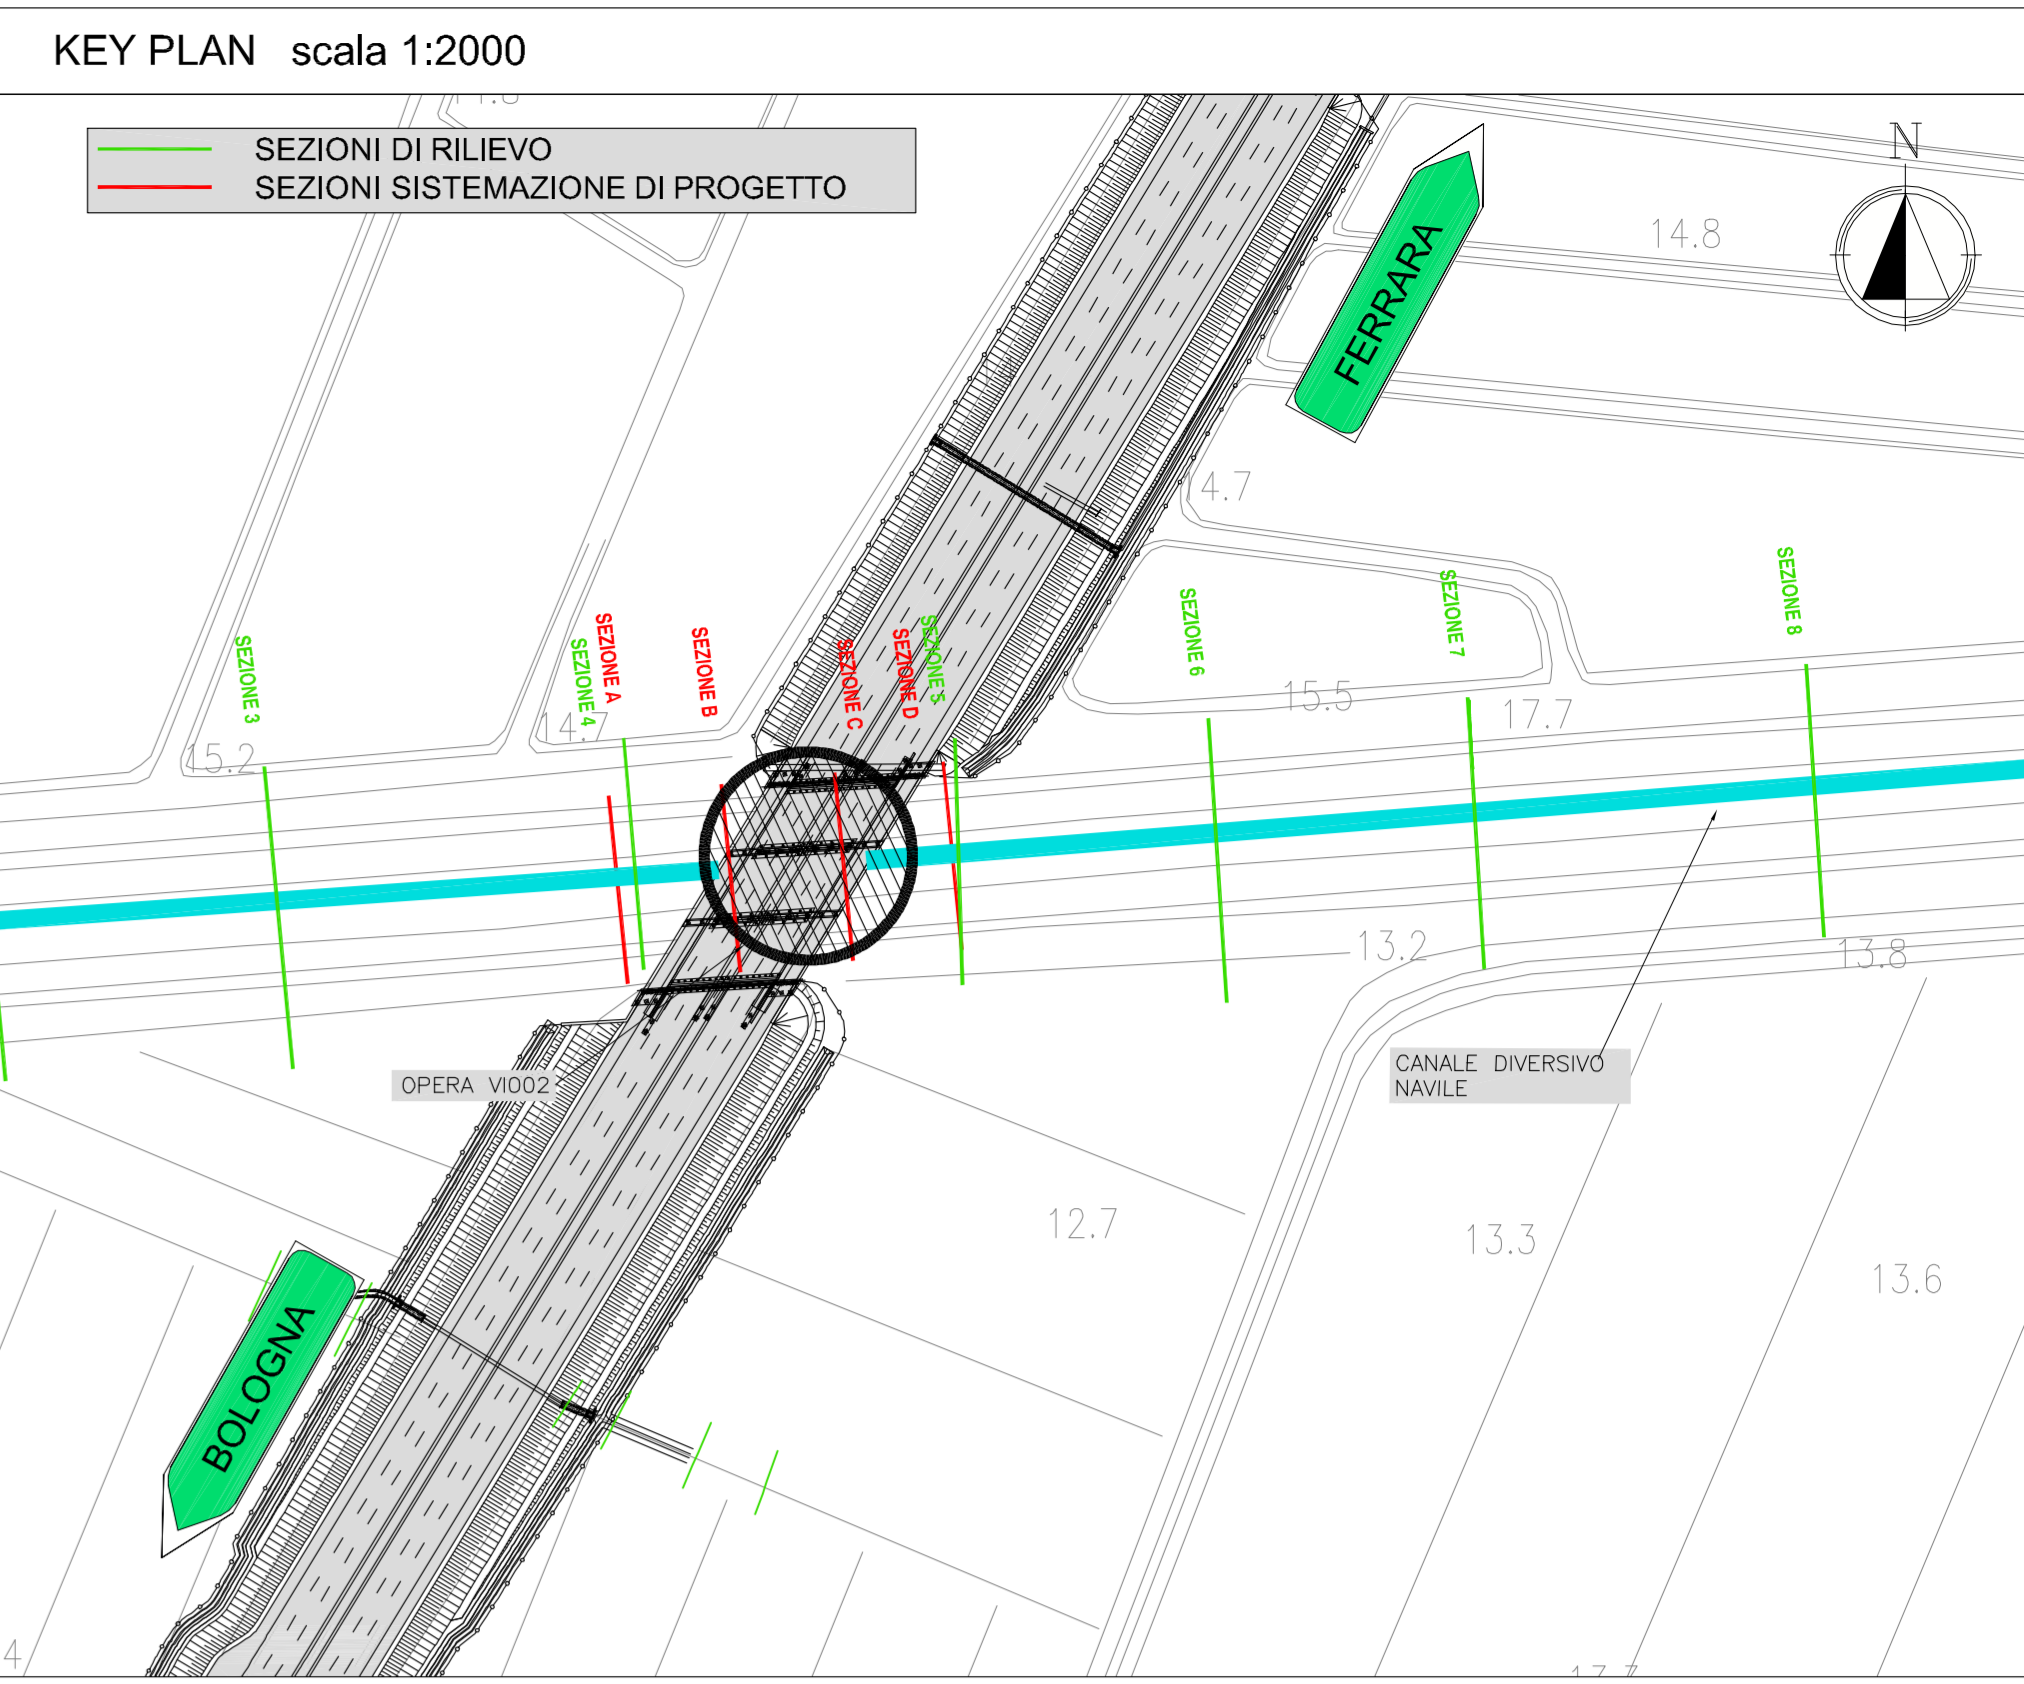 KEY PLAN scala 1:2000
SEZIONI DI RILIEVO
SEZIONI SISTEMAZIONE DI PROGETTO
N
FERRARA
14.8
4.7
SEZIONE 3
SEZIONE 4
SEZIONE A
SEZIONE B
SEZIONE C
SEZIONE D
SEZIONE 5
SEZIONE 6
SEZIONE 7
SEZIONE 8
15.2
14.7
15.5
17.7
13.2
13.8
OPERA VI002
CANALE DIVERSIVO
NAVILE
12.7
13.3
13.6
BOLOGNA
4